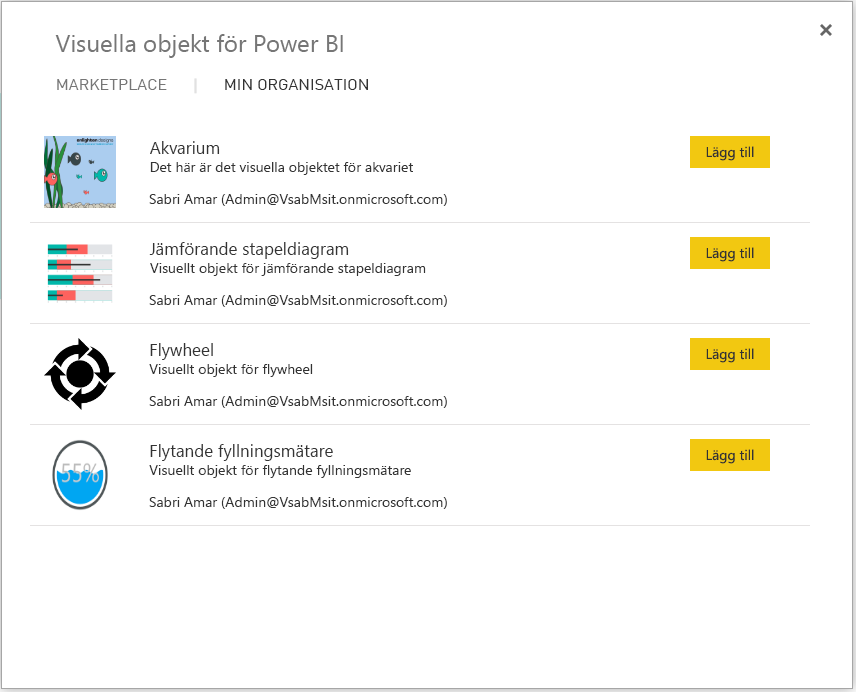 Visuella objekt för Power BI
MARKETPLACE | MIN ORGANISATION
enlighten designs
Akvarium
Det här är det visuella objektet för akvariet
Sabri Amar (Admin@VsabMsit.onmicrosoft.com)
Lägg till
Jämförande stapeldiagram
Visuellt objekt för jämförande stapeldiagram
Sabri Amar (Admin@VsabMsit.onmicrosoft.com)
Lägg till
Flywheel
Visuellt objekt för flywheel
Sabri Amar (Admin@VsabMsit.onmicrosoft.com)
Lägg till
55%
Flytande fyllningsmätare
Visuellt objekt för flytande fyllningsmätare
Sabri Amar (Admin@VsabMsit.onmicrosoft.com)
Lägg till